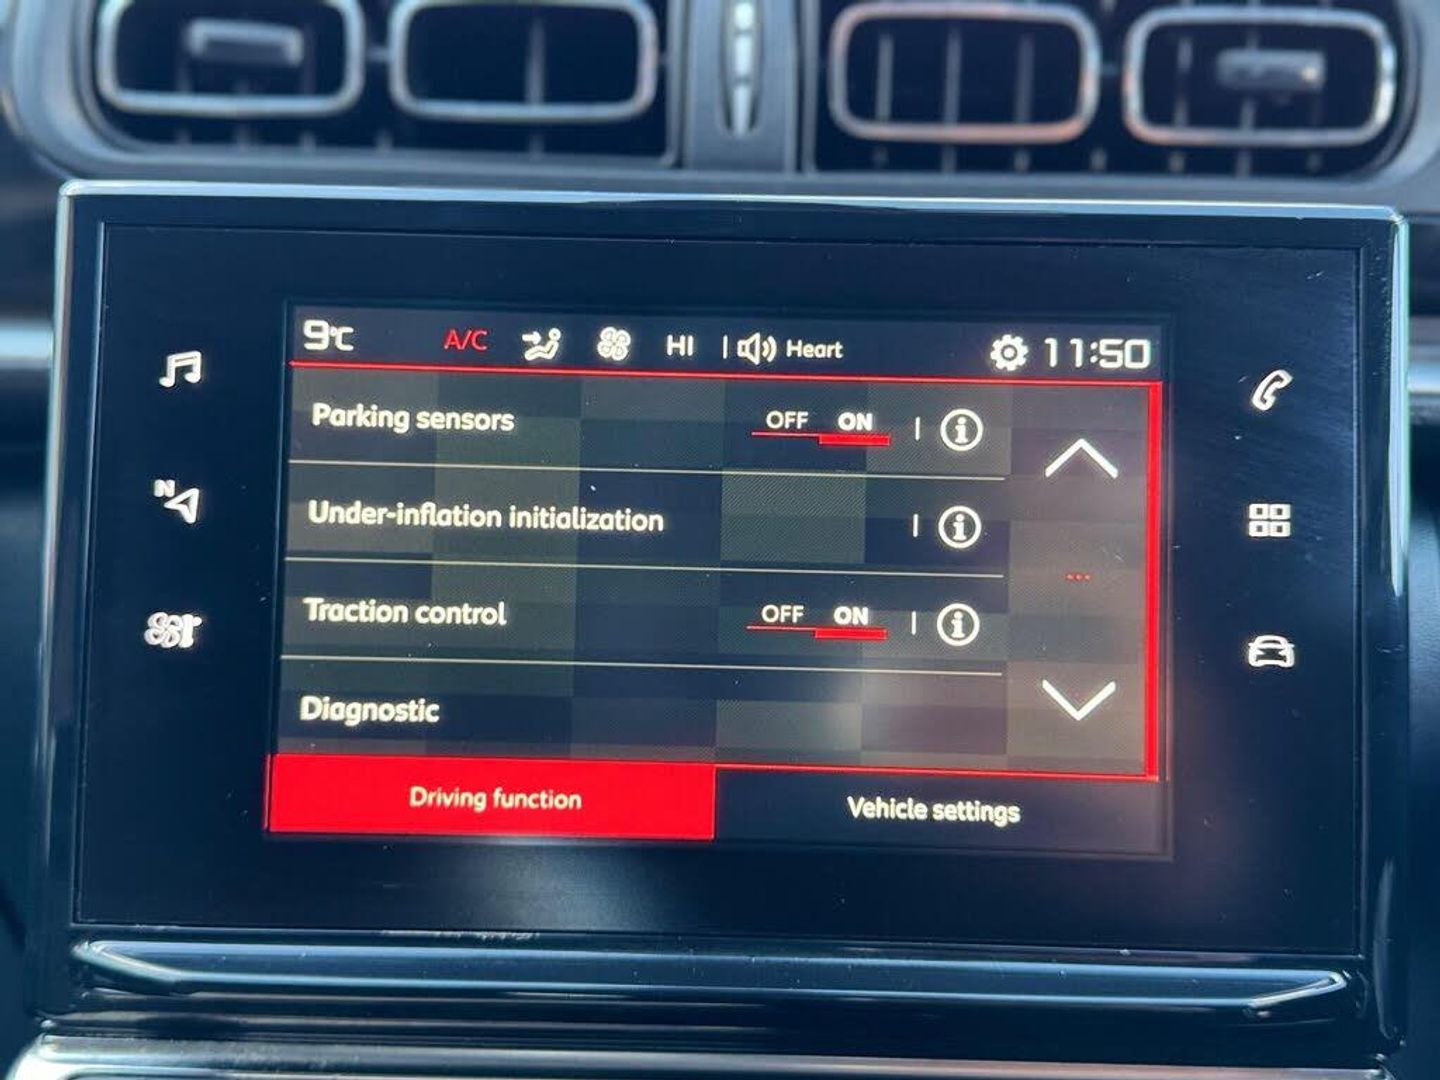 9°C A/C HI | Heart 11:50
Parking sensors OFF ON | i
Under-inflation initialization | i
Traction control OFF ON | i
Diagnostic
Driving function Vehicle settings
N